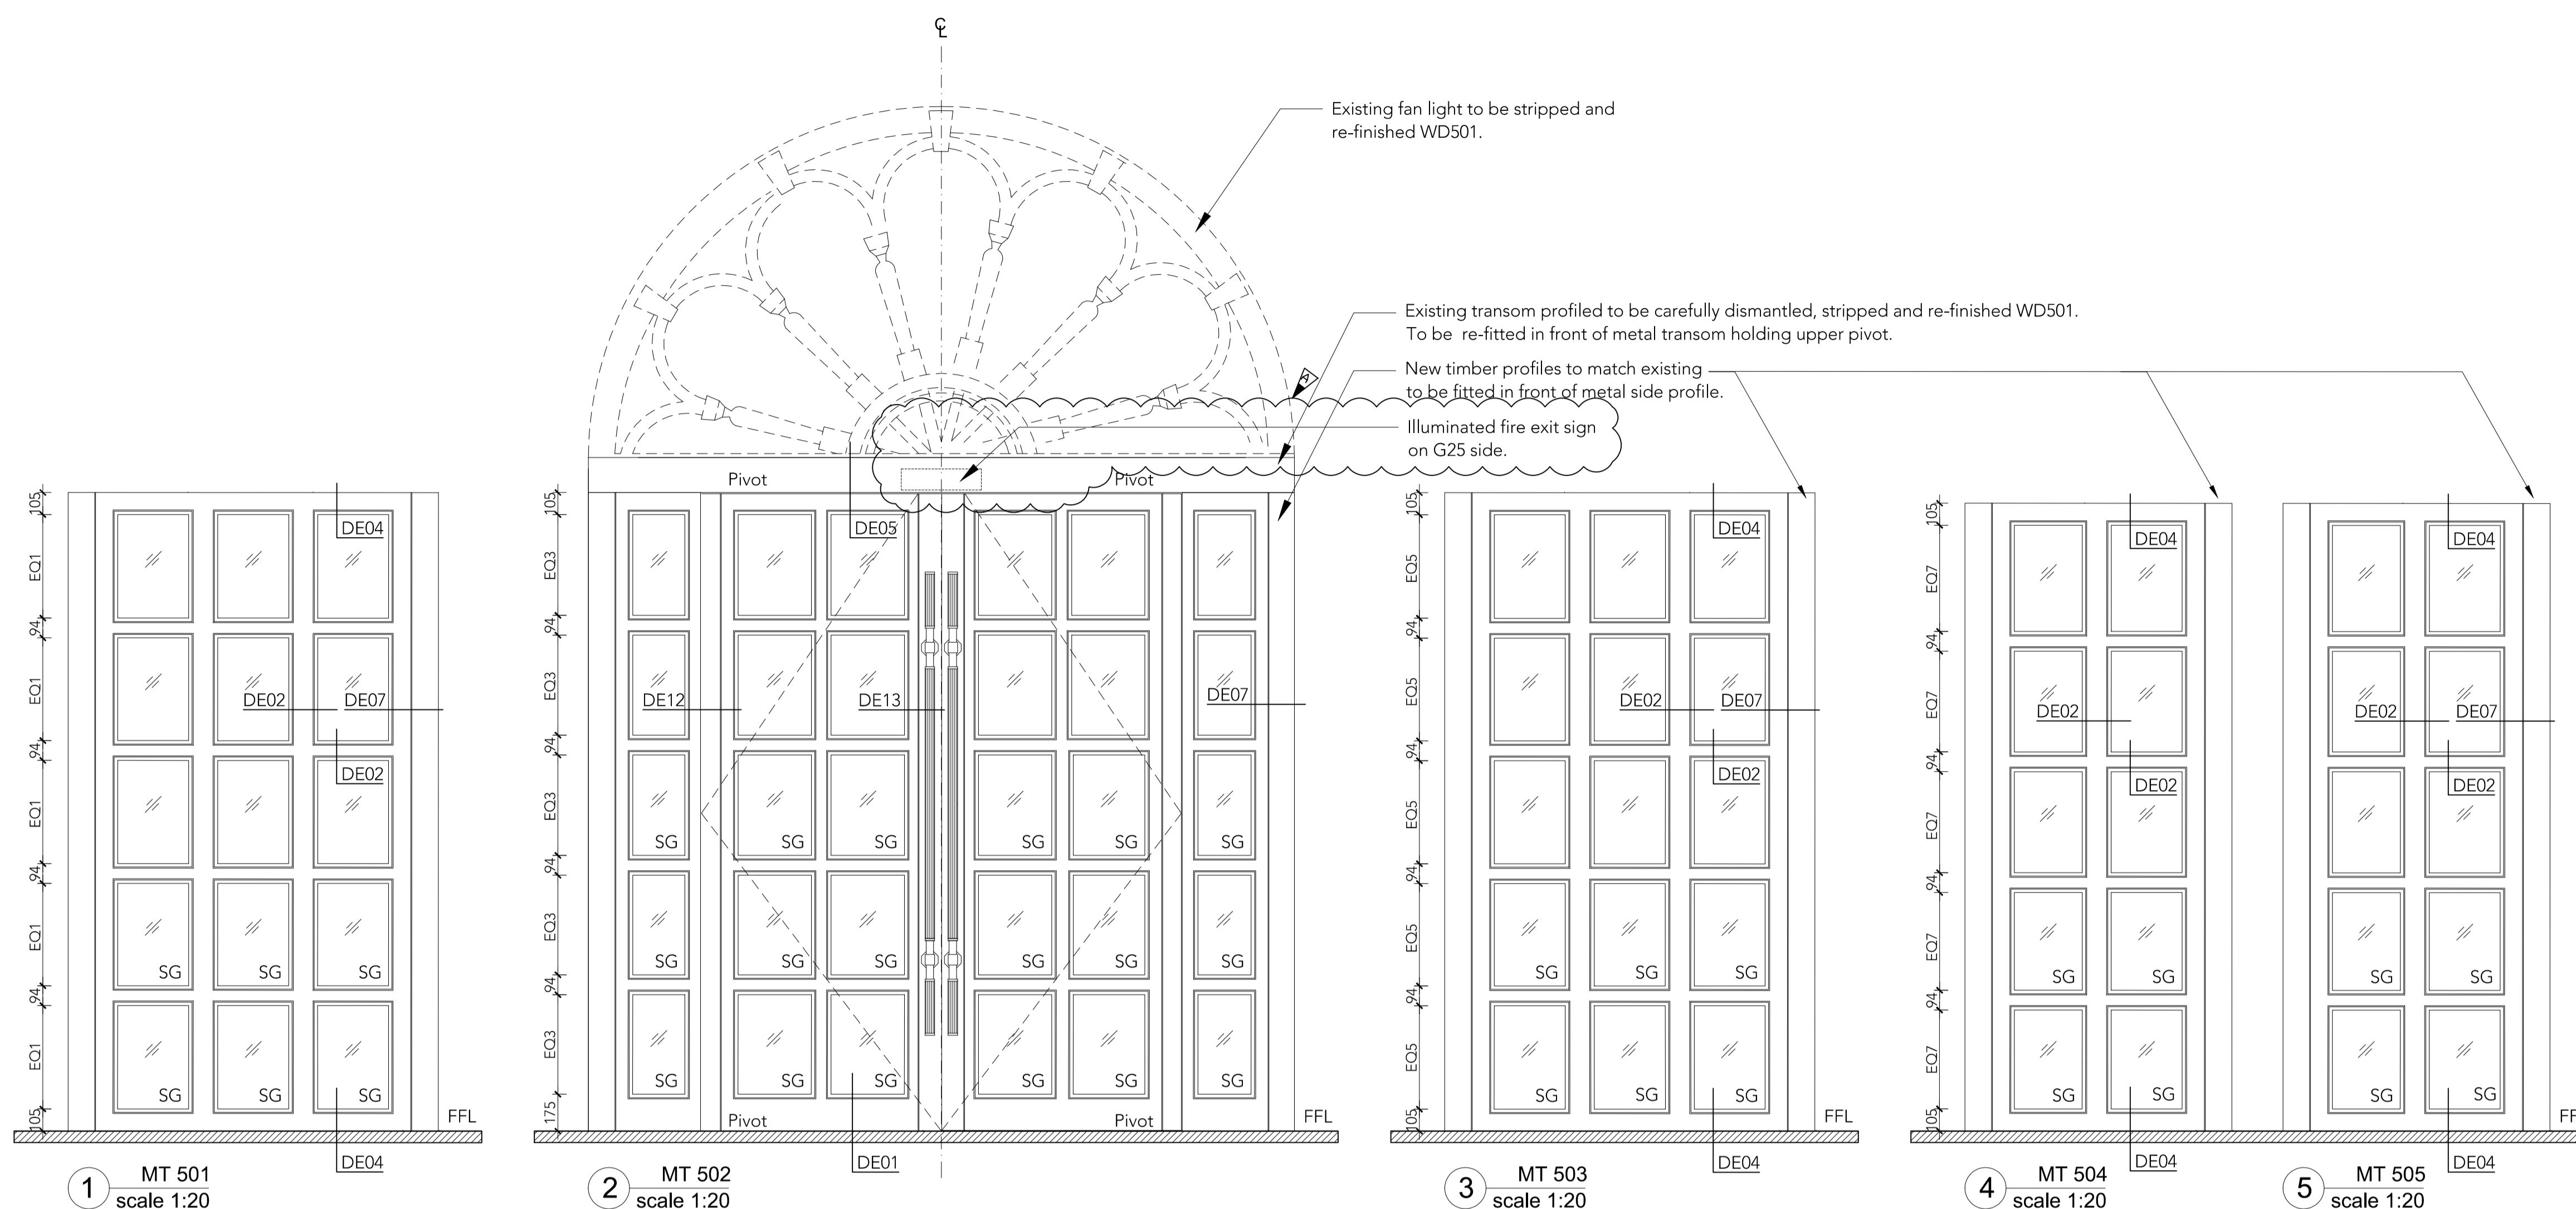 CL
Existing fan light to be stripped and
re-finished WD501.
Existing transom profiled to be carefully dismantled, stripped and re-finished WD501.
To be re-fitted in front of metal transom holding upper pivot.
New timber profiles to match existing
to be fitted in front of metal side profile.
A
Illuminated fire exit sign
on G25 side.
105
EQ1
94
EQ1
94
EQ1
94
EQ1
94
EQ1
105
DE04
DE02
DE07
DE02
SG SG SG
SG SG SG
FFL
DE04
1
MT 501
scale 1:20
Pivot
Pivot
105
EQ3
94
EQ3
94
EQ3
94
EQ3
94
EQ3
175
DE05
DE12
DE13
DE07
SG SG SG SG SG SG
SG SG SG SG SG SG
SG SG SG SG SG SG
Pivot
Pivot
FFL
DE01
2
MT 502
scale 1:20
105
EQ5
94
EQ5
94
EQ5
94
EQ5
94
EQ5
105
DE04
DE02
DE07
DE02
SG SG SG
SG SG SG
FFL
DE04
3
MT 503
scale 1:20
105
EQ7
94
EQ7
94
EQ7
94
EQ7
94
EQ7
105
DE04
DE02
DE02
SG SG
SG SG
DE04
4
MT 504
scale 1:20
DE04
DE02
DE07
DE02
SG SG
SG SG
DE04
5
MT 505
scale 1:20